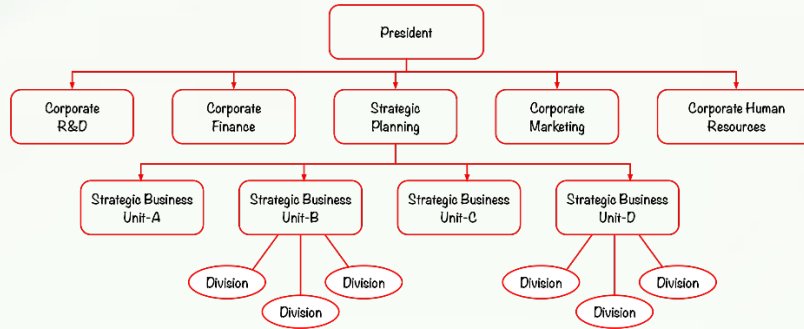 President
Corporate
R&D
Corporate
Finance
Strategic
Planning
Corporate
Marketing
Corporate Human
Resources
Strategic Business
Unit-A
Strategic Business
Unit-B
Strategic Business
Unit-C
Strategic Business
Unit-D
Division
Division
Division
Division
Division
Division